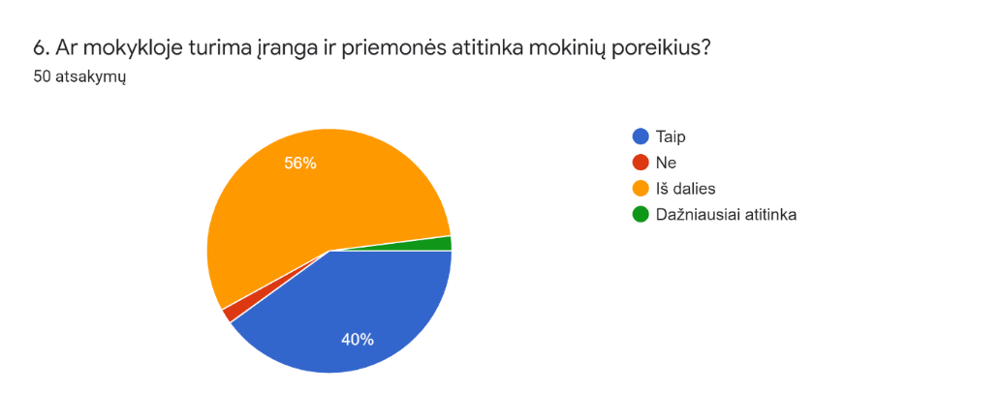 6. Ar mokykloje turima įranga ir priemonės atitinka mokinių poreikius?
50 atsakymų
Taip
Ne
Iš dalies
Dažniausiai atitinka
56%
40%